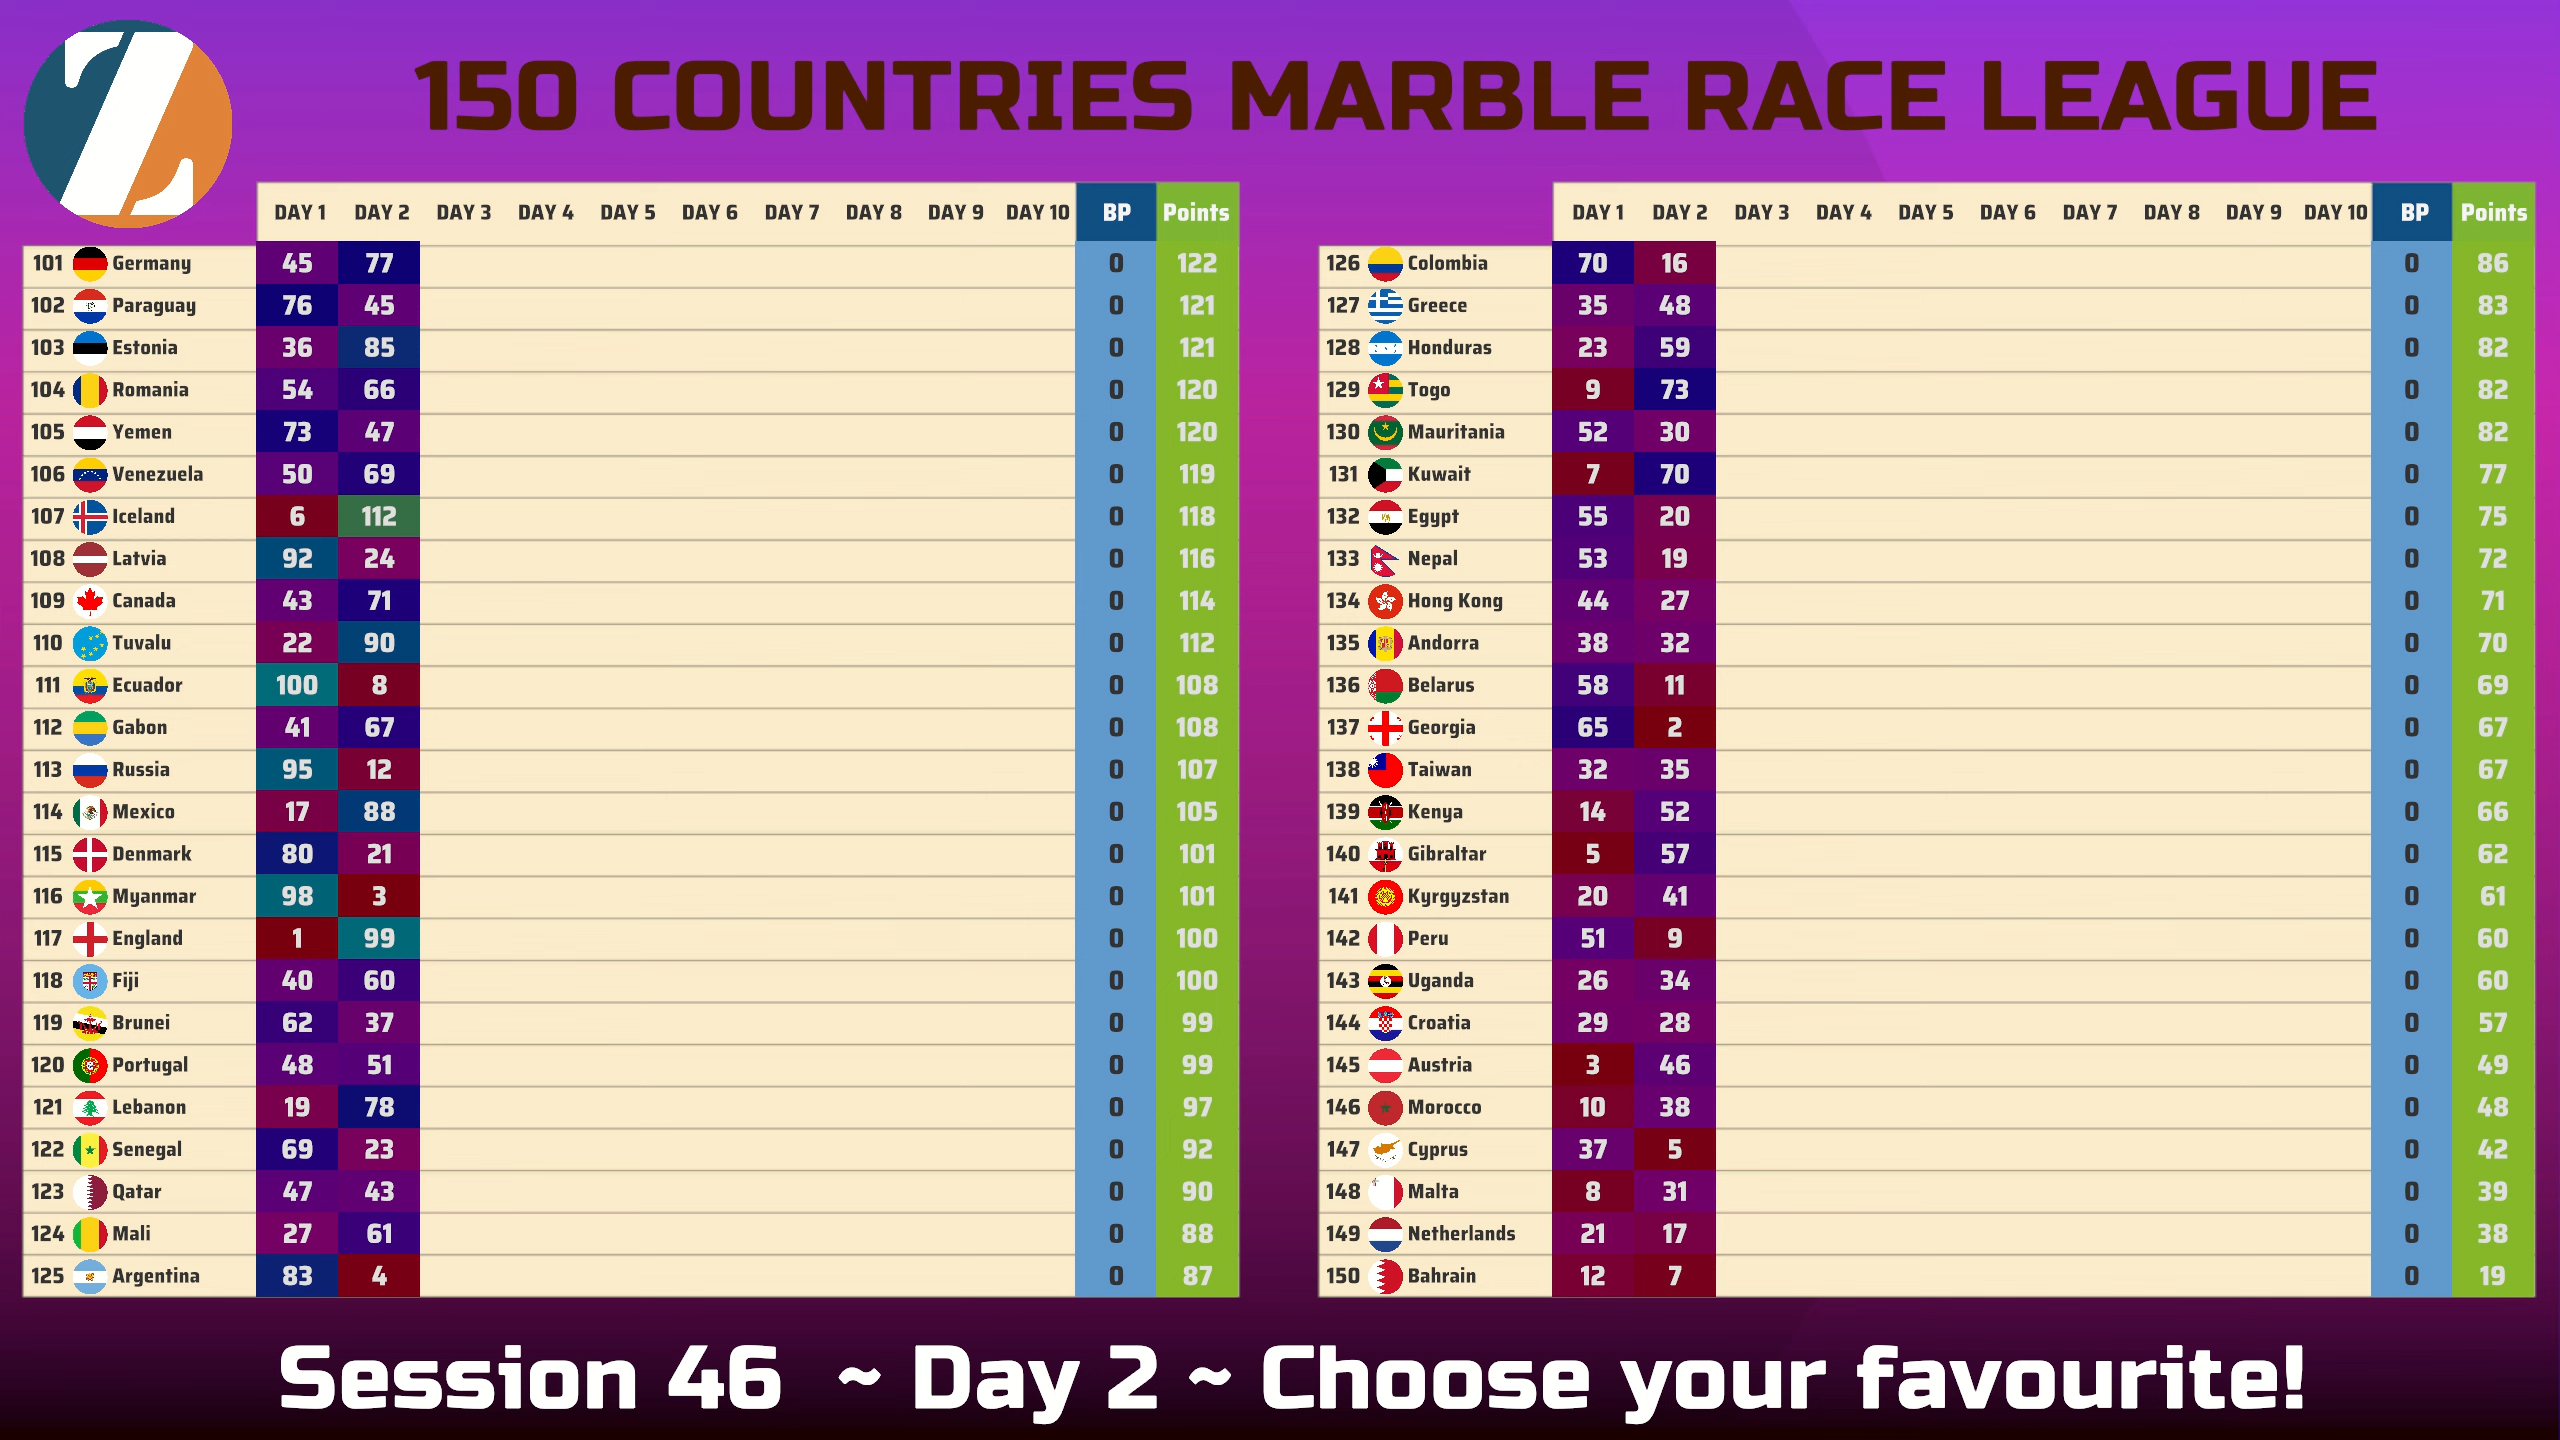 Z
150 COUNTRIES MARBLE RACE LEAGUE
DAY 1 DAY 2 DAY 3 DAY 4 DAY 5 DAY 6 DAY 7 DAY 8 DAY 9 DAY 10 BP Points
101 Germany 45 77 0 122
102 Paraguay 76 45 0 121
103 Estonia 36 85 0 121
104 Romania 54 66 0 120
105 Yemen 73 47 0 120
106 Venezuela 50 69 0 119
107 Iceland 6 112 0 118
108 Latvia 92 24 0 116
109 Canada 43 71 0 114
110 Tuvalu 22 90 0 112
111 Ecuador 100 8 0 108
112 Gabon 41 67 0 108
113 Russia 95 12 0 107
114 Mexico 17 88 0 105
115 Denmark 80 21 0 101
116 Myanmar 98 3 0 101
117 England 1 99 0 100
118 Fiji 40 60 0 100
119 Brunei 62 37 0 99
120 Portugal 48 51 0 99
121 Lebanon 19 78 0 97
122 Senegal 69 23 0 92
123 Qatar 47 43 0 90
124 Mali 27 61 0 88
125 Argentina 83 4 0 87
DAY 1 DAY 2 DAY 3 DAY 4 DAY 5 DAY 6 DAY 7 DAY 8 DAY 9 DAY 10 BP Points
126 Colombia 70 16 0 86
127 Greece 35 48 0 83
128 Honduras 23 59 0 82
129 Togo 9 73 0 82
130 Mauritania 52 30 0 82
131 Kuwait 7 70 0 77
132 Egypt 55 20 0 75
133 Nepal 53 19 0 72
134 Hong Kong 44 27 0 71
135 Andorra 38 32 0 70
136 Belarus 58 11 0 69
137 Georgia 65 2 0 67
138 Taiwan 32 35 0 67
139 Kenya 14 52 0 66
140 Gibraltar 5 57 0 62
141 Kyrgyzstan 20 41 0 61
142 Peru 51 9 0 60
143 Uganda 26 34 0 60
144 Croatia 29 28 0 57
145 Austria 3 46 0 49
146 Morocco 10 38 0 48
147 Cyprus 37 5 0 42
148 Malta 8 31 0 39
149 Netherlands 21 17 0 38
150 Bahrain 12 7 0 19
Session 46 ~ Day 2 ~ Choose your favourite!